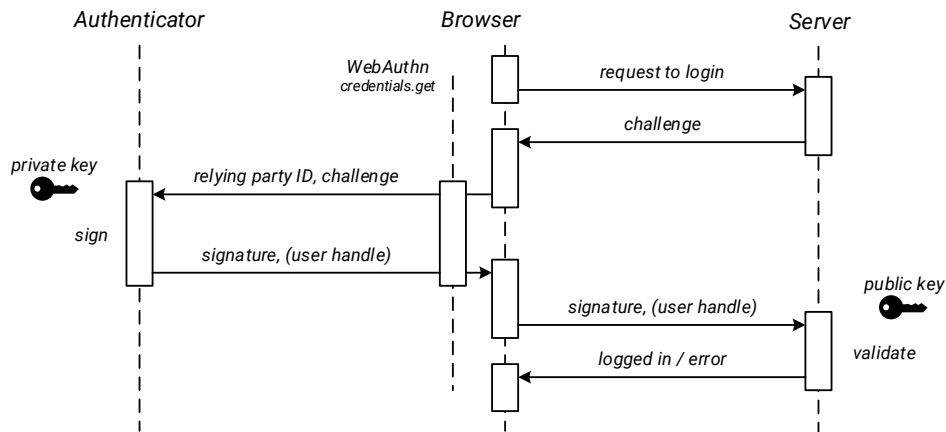 Authenticator
Browser
Server
WebAuthn
credentials.get
request to login
challenge
private key
relying party ID, challenge
sign
signature, (user handle)
public key
signature, (user handle)
validate
logged in / error